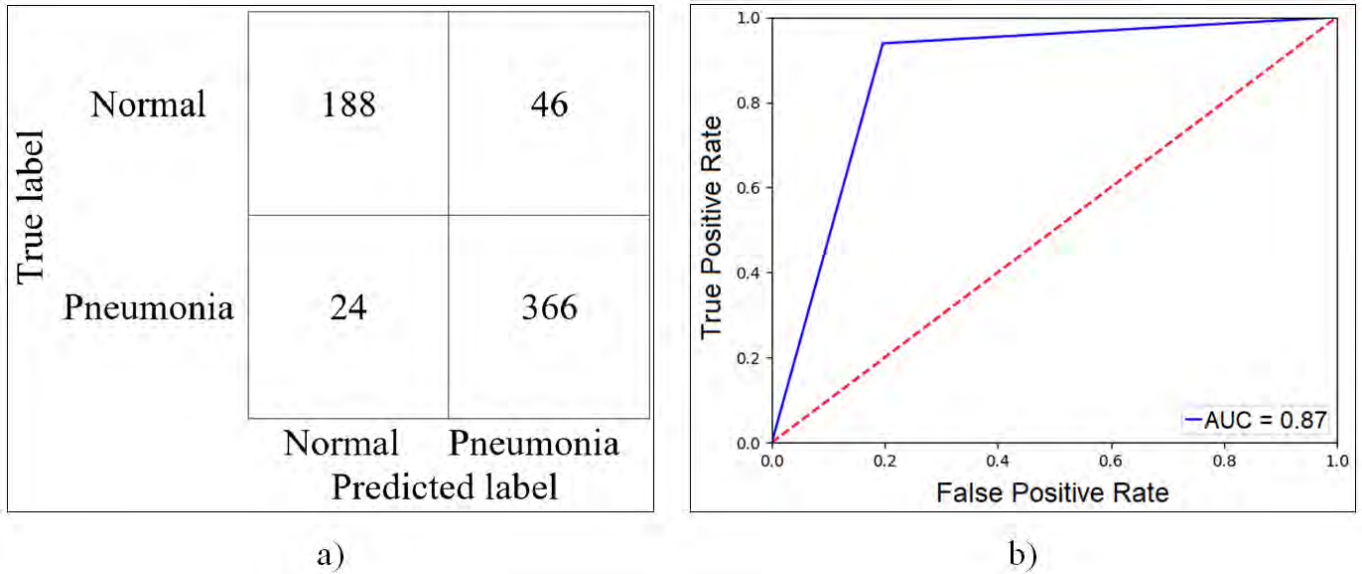 True label
Normal
188
46
Pneumonia
24
366
Normal
Pneumonia
Predicted label
a)
True Positive Rate
1.0
0.8
0.6
0.4
0.2
0.0
0.0
0.2
0.4
0.6
0.8
1.0
AUC = 0.87
False Positive Rate
b)